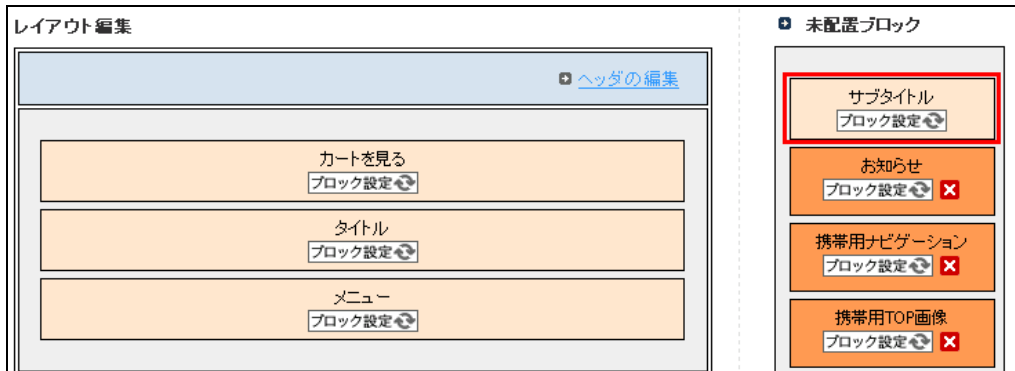 レイアウト編集
ヘッダの編集
カートを見る
ブロック設定
タイトル
ブロック設定
メニュー
ブロック設定
未配置ブロック
サブタイトル
ブロック設定
お知らせ
ブロック設定
携帯用ナビゲーション
ブロック設定
携帯用TOP画像
ブロック設定